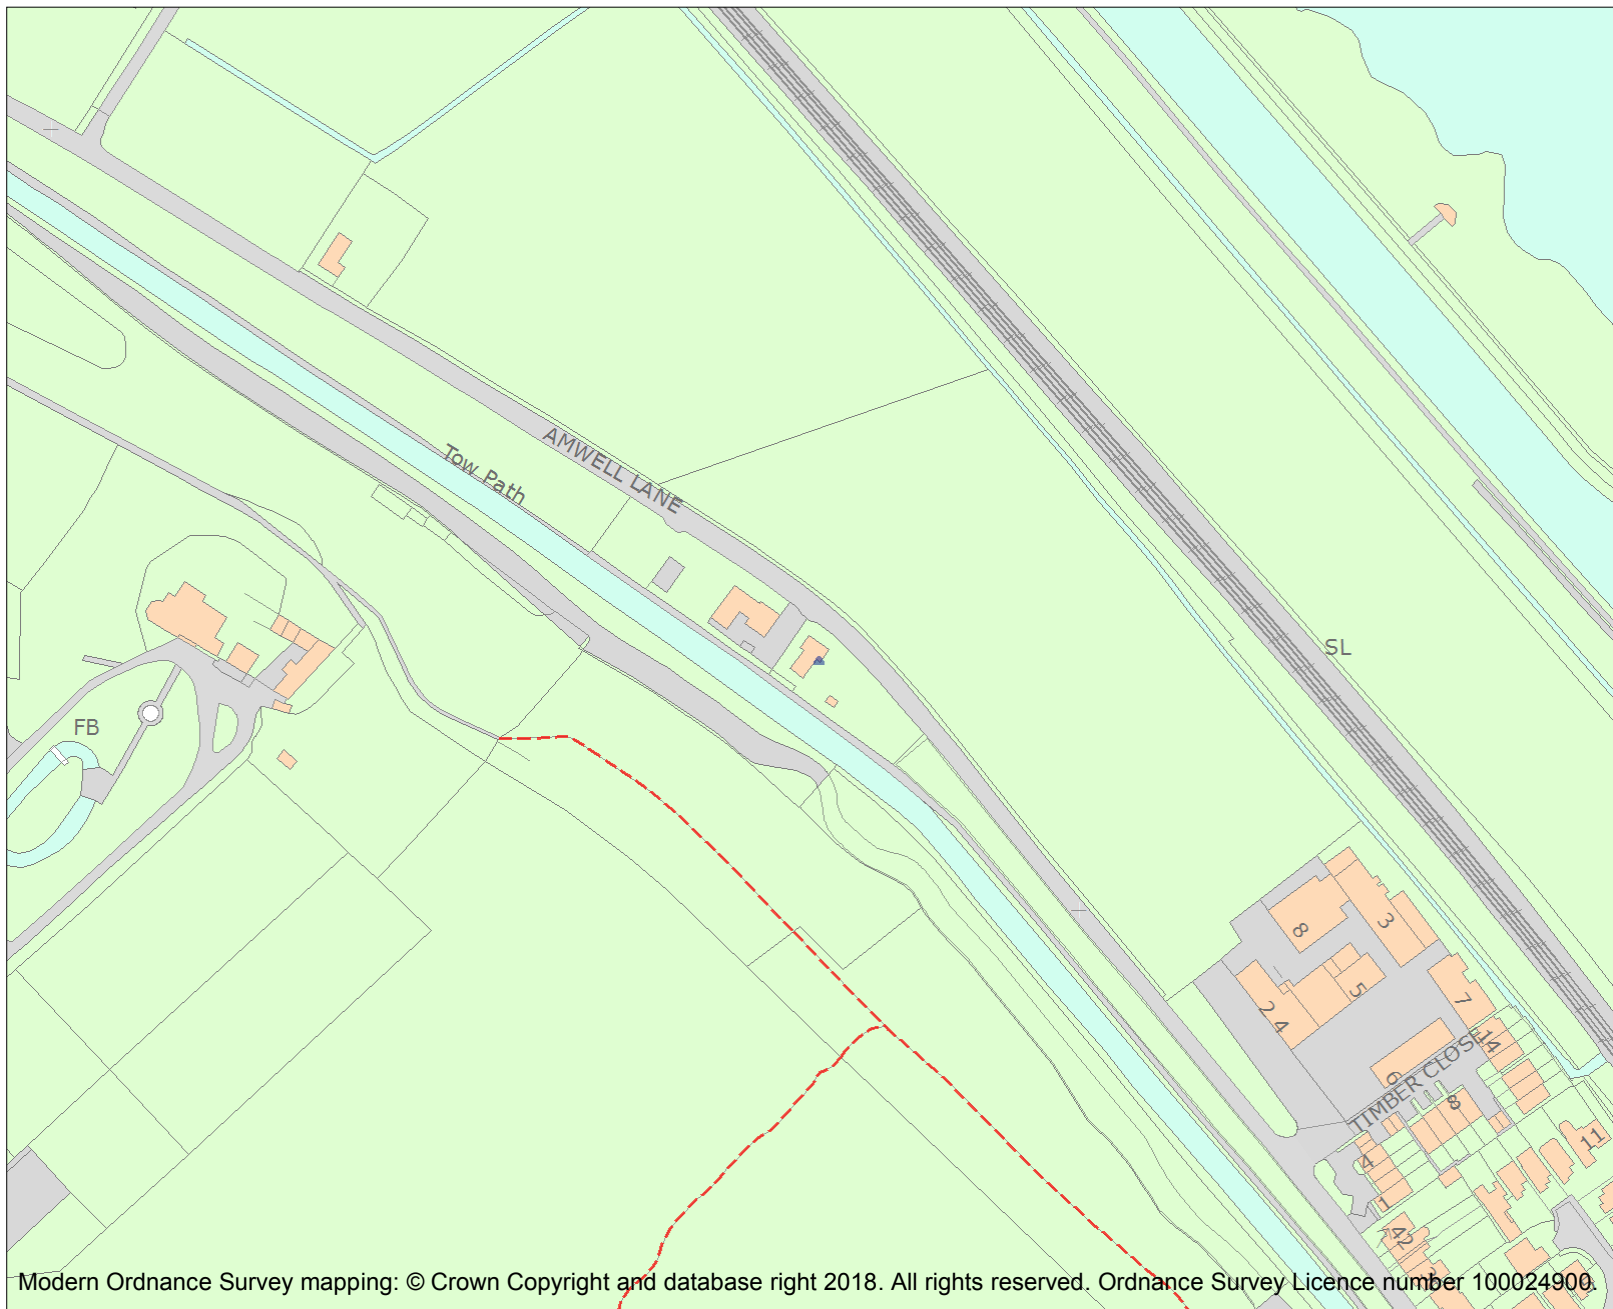 Tow Path
AMWELL LANE
SL
FB
8
3
5
7
2 4
6
14
TIMBER CLOSE
8
11
4
1
42
Modern Ordnance Survey mapping: © Crown Copyright and database right 2018. All rights reserved. Ordnance Survey Licence number 100024900.